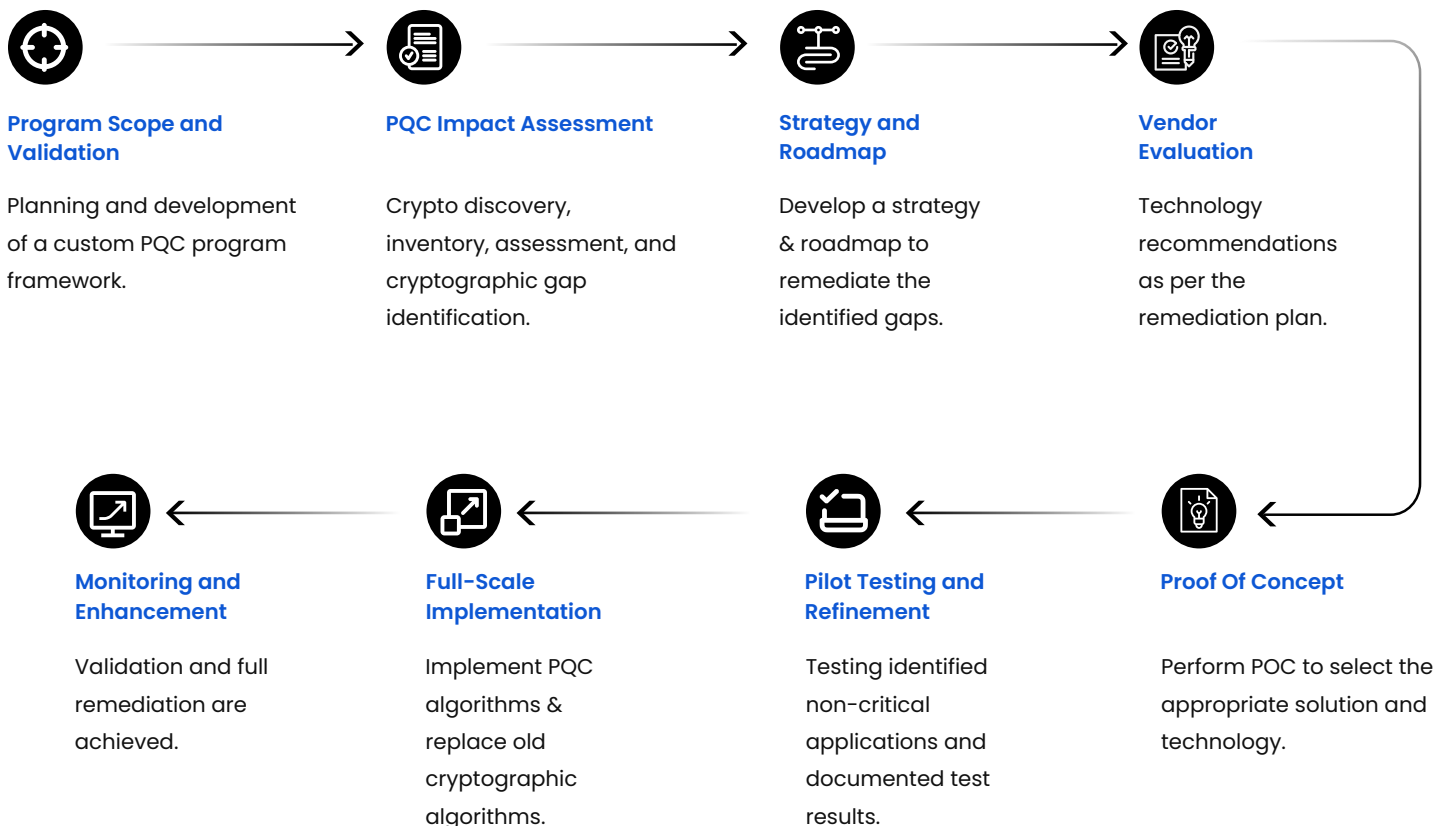 Program Scope and
Validation
Planning and development
of a custom PQC program
framework.
PQC Impact Assessment
Crypto discovery,
inventory, assessment, and
cryptographic gap
identification.
Strategy and
Roadmap
Develop a strategy
& roadmap to
remediate the
identified gaps.
Vendor
Evaluation
Technology
recommendations
as per the
remediation plan.
Proof Of Concept
Perform POC to select the
appropriate solution and
technology.
Pilot Testing and
Refinement
Testing identified
non-critical
applications and
documented test
results.
Full-Scale
Implementation
Implement PQC
algorithms &
replace old
cryptographic
algorithms.
Monitoring and
Enhancement
Validation and full
remediation are
achieved.